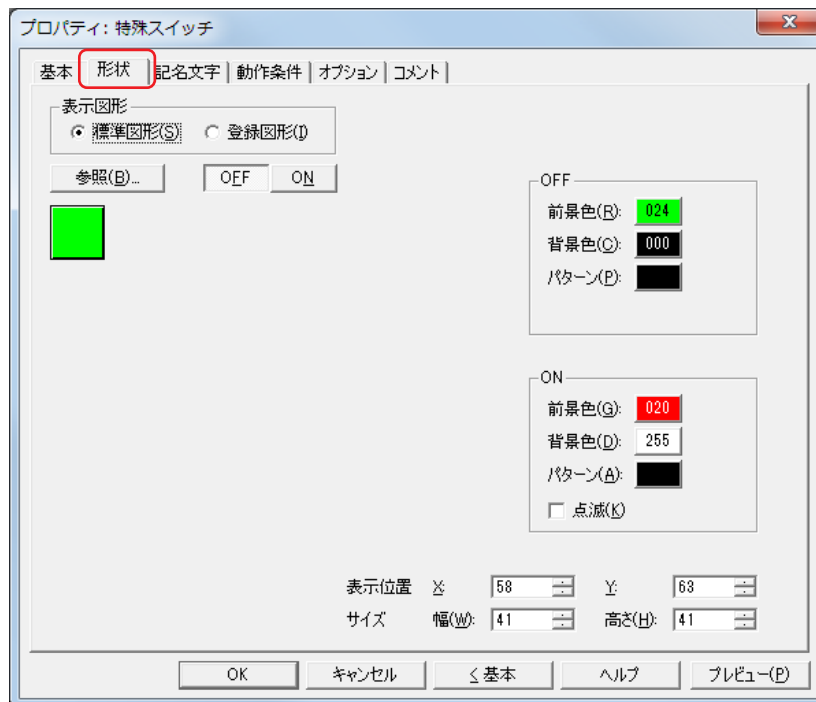 プロパティ: 特殊スイッチ
基本 形状 記名文字 動作条件 オプション コメント
表示図形
標準図形(S) 登録図形(I)
参照(B)... OFF ON
OFF
前景色(R): 024
背景色(C): 000
パターン(P):
ON
前景色(G): 020
背景色(D): 255
パターン(A):
点滅(K)
表示位置 X: 58 Y: 63
サイズ 幅(W): 41 高さ(H): 41
OK キャンセル < 基本 ヘルプ プレビュー(P)